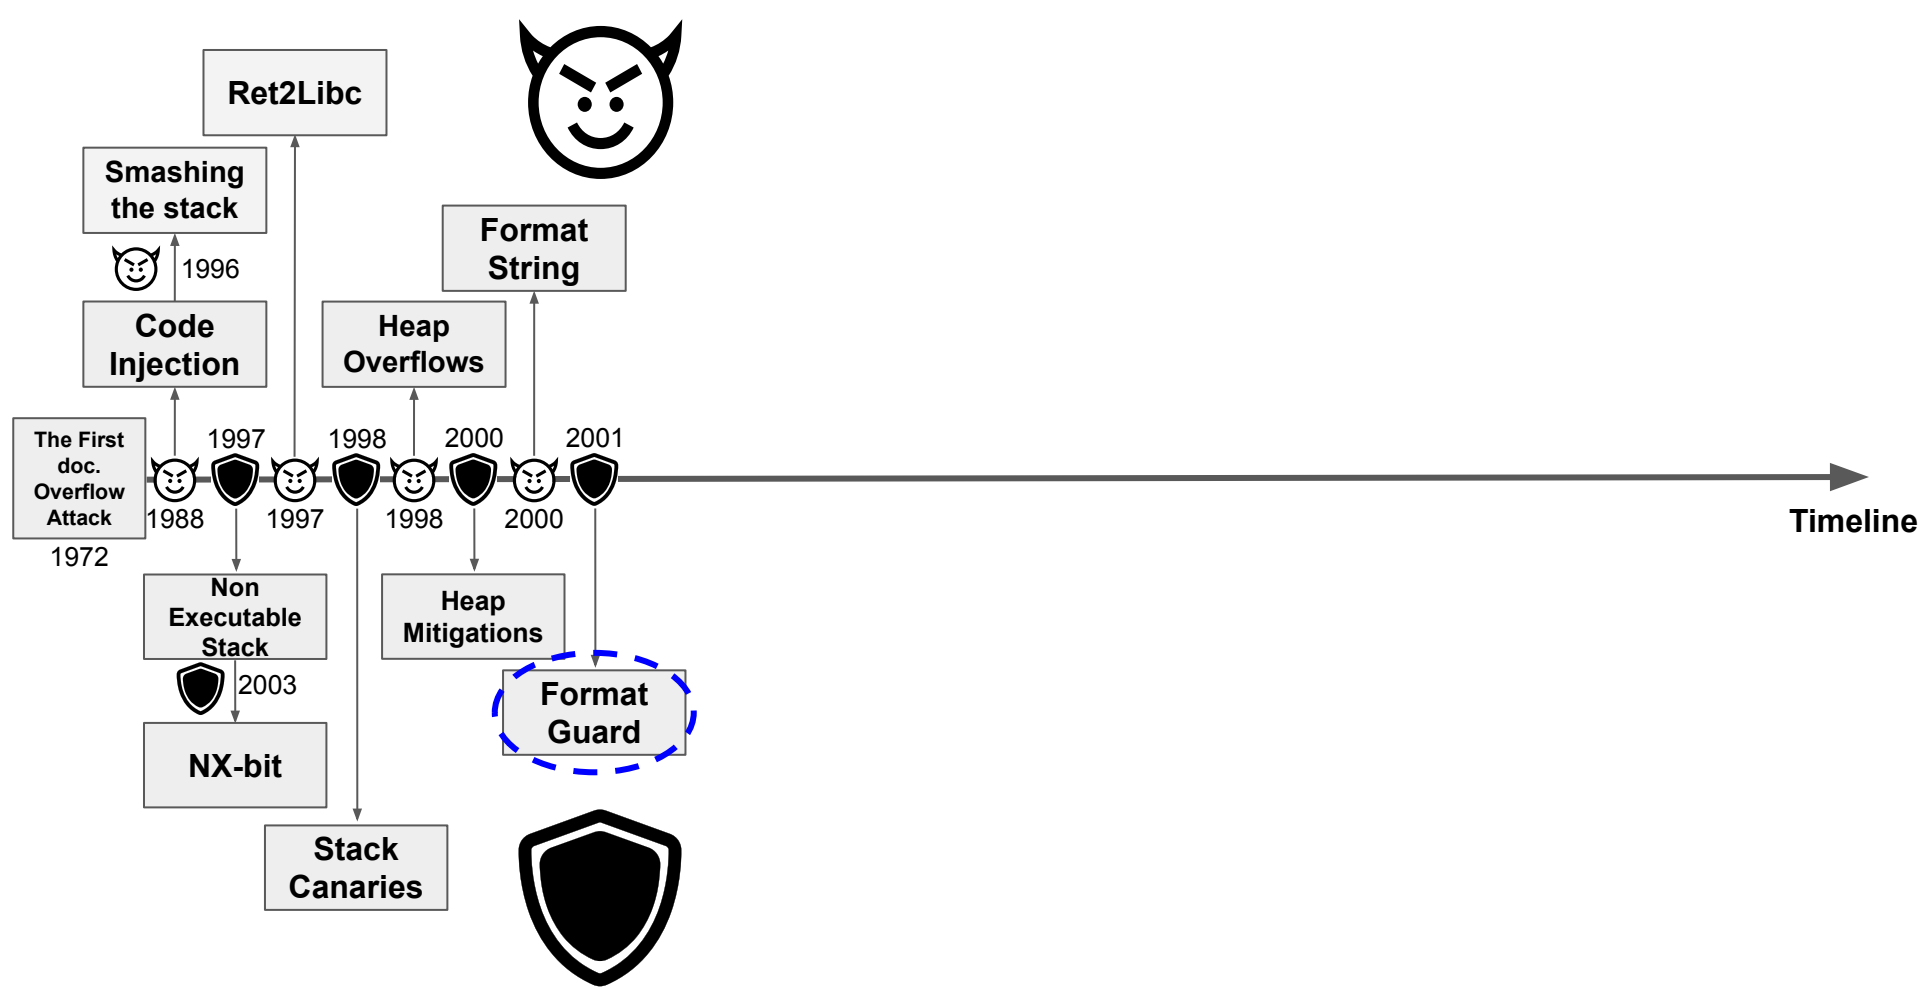 Ret2Libc
Smashing
the stack
1996
Code
Injection
Format
String
Heap
Overflows
The First
doc.
Overflow
Attack
1972
1988
1997
1997
1998
1998
2000
2000
2001
Timeline
Non
Executable
Stack
2003
NX-bit
Stack
Canaries
Heap
Mitigations
Format
Guard